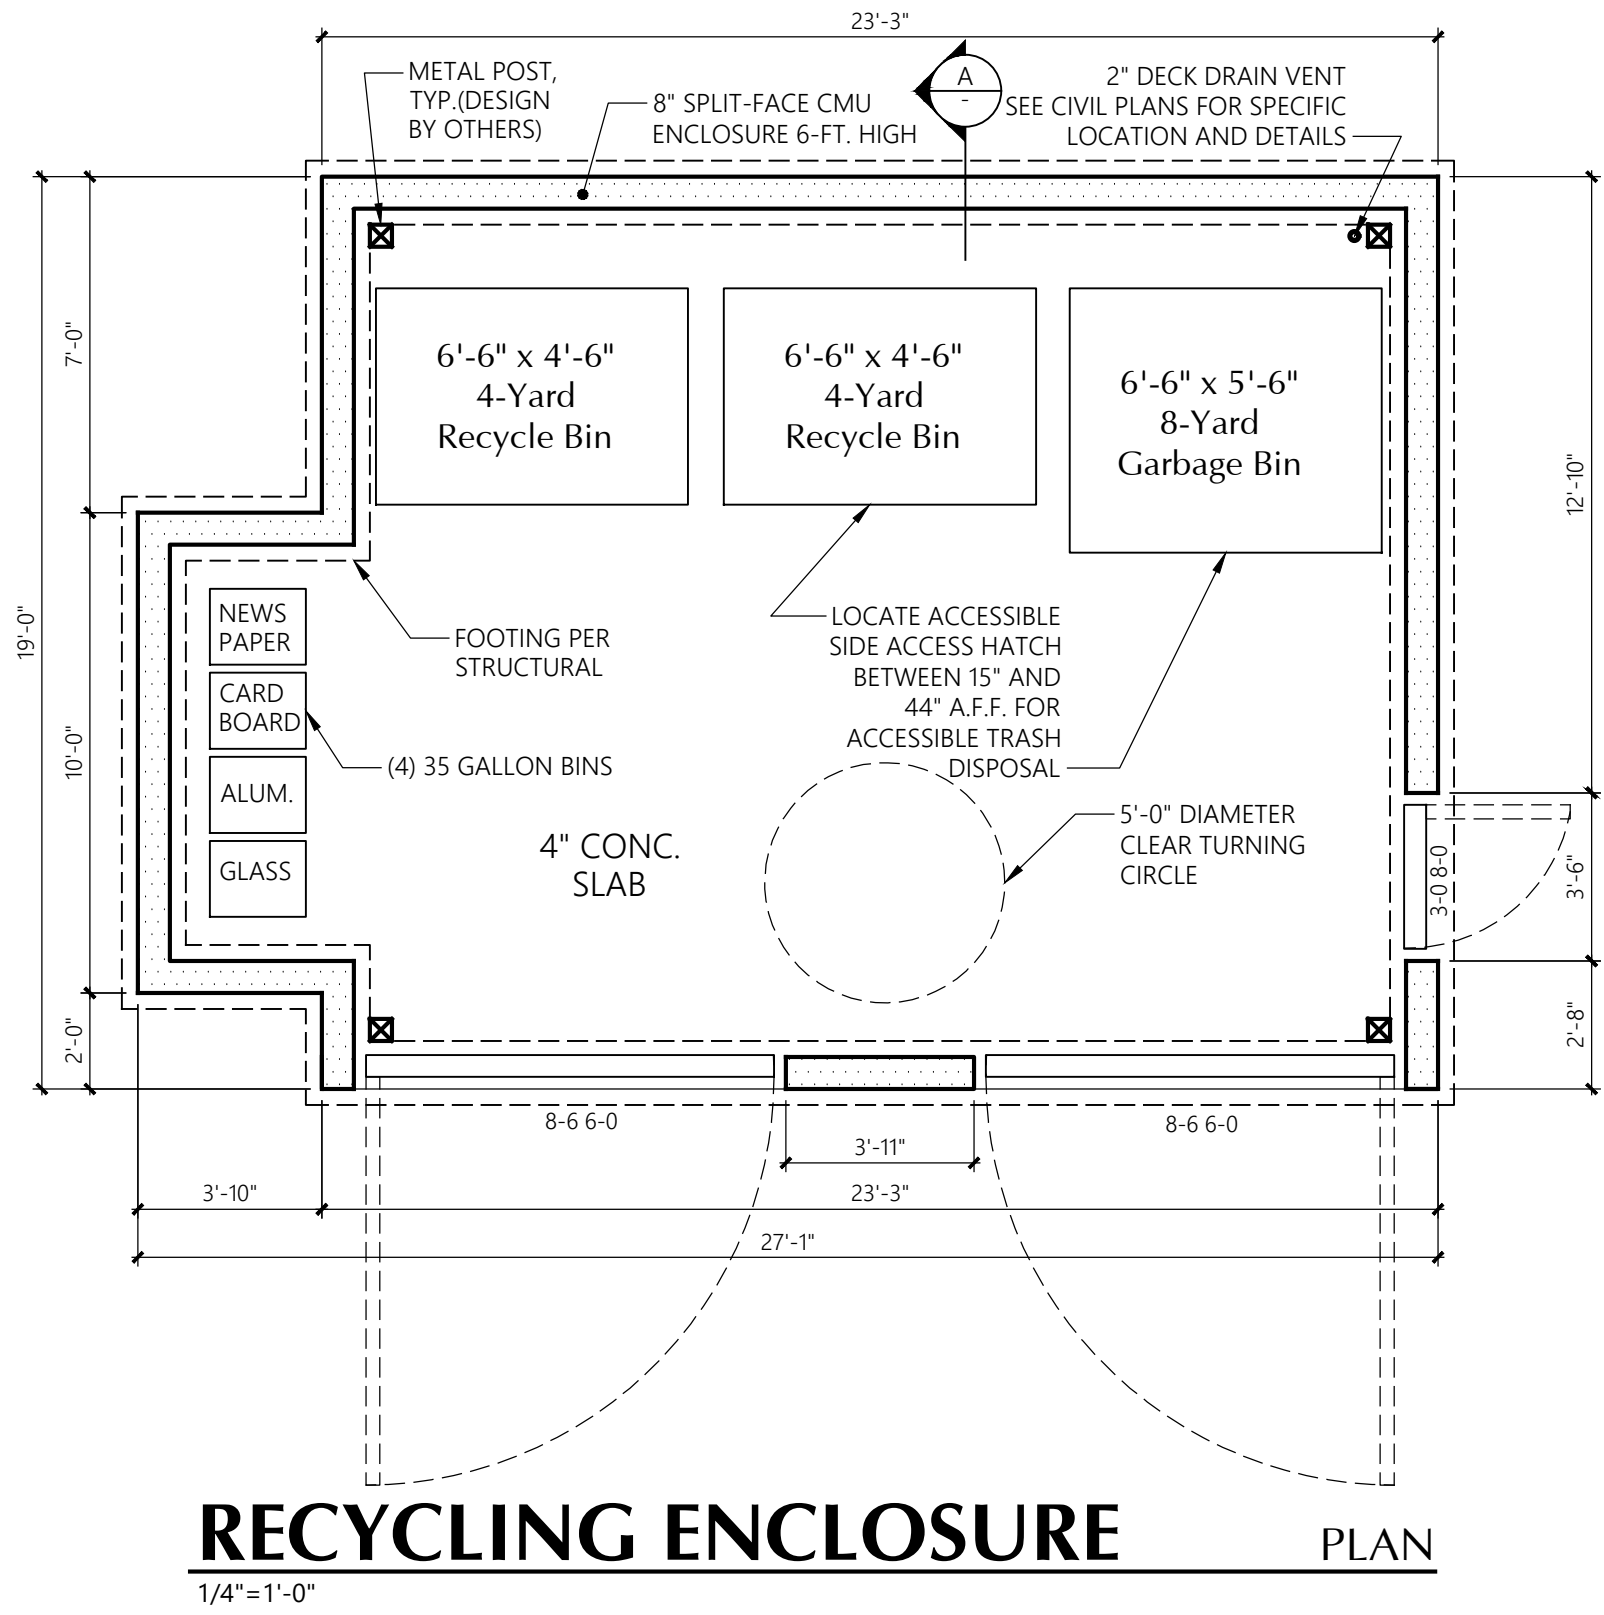 23'-3"
METAL POST,
TYP.(DESIGN
BY OTHERS)
8" SPLIT-FACE CMU
ENCLOSURE 6-FT. HIGH
A
-
2" DECK DRAIN VENT
SEE CIVIL PLANS FOR SPECIFIC
LOCATION AND DETAILS
7'-0"
6'-6" x 4'-6"
4-Yard
Recycle Bin
6'-6" x 4'-6"
4-Yard
Recycle Bin
6'-6" x 5'-6"
8-Yard
Garbage Bin
12'-10"
19'-0"
10'-0"
NEWS
PAPER
CARD
BOARD
ALUM.
GLASS
FOOTING PER
STRUCTURAL
(4) 35 GALLON BINS
LOCATE ACCESSIBLE
SIDE ACCESS HATCH
BETWEEN 15" AND
44" A.F.F. FOR
ACCESSIBLE TRASH
DISPOSAL
4" CONC.
SLAB
5'-0" DIAMETER
CLEAR TURNING
CIRCLE
3-0 8-0
3'-6"
2'-0"
2'-8"
8-6 6-0
8-6 6-0
3'-11"
3'-10"
23'-3"
27'-1"
RECYCLING ENCLOSURE
PLAN
1/4"=1'-0"